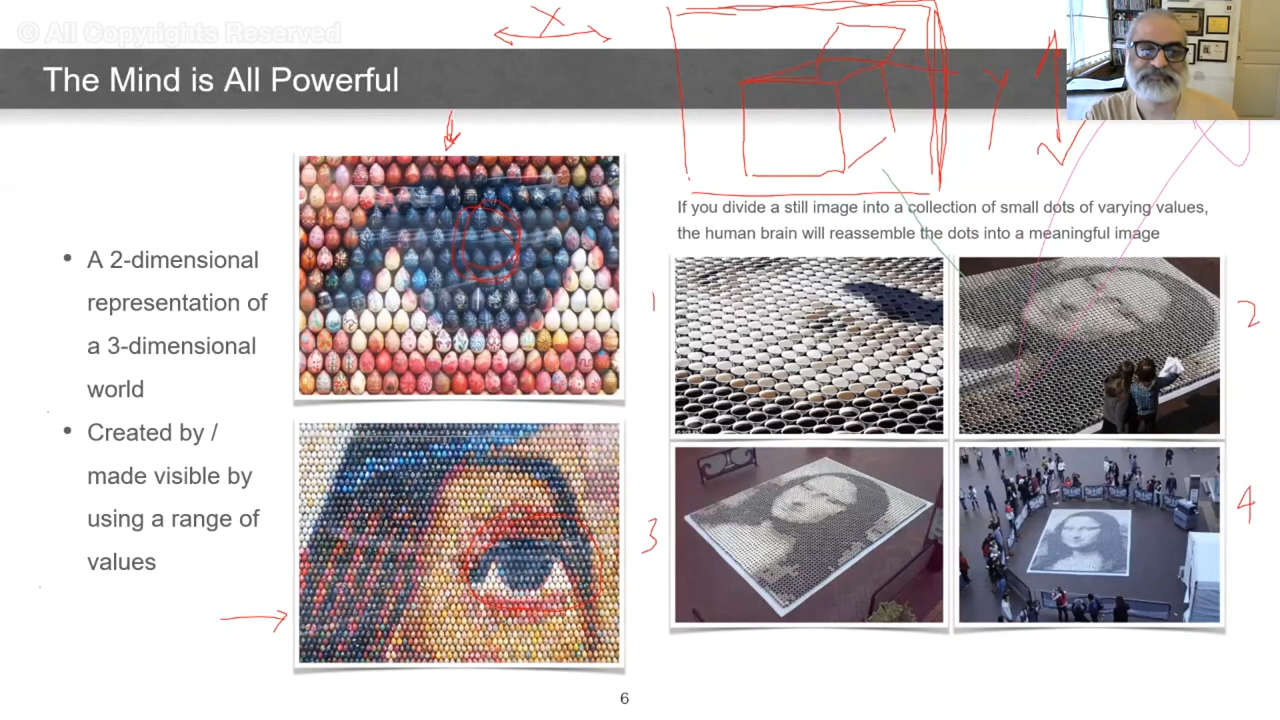 © All Copyrights Reserved
X
Y
The Mind is All Powerful
If you divide a still image into a collection of small dots of varying values,
the human brain will reassemble the dots into a meaningful image
• A 2-dimensional
representation of
a 3-dimensional
world
• Created by /
made visible by
using a range of
values
1
2
3
4
6